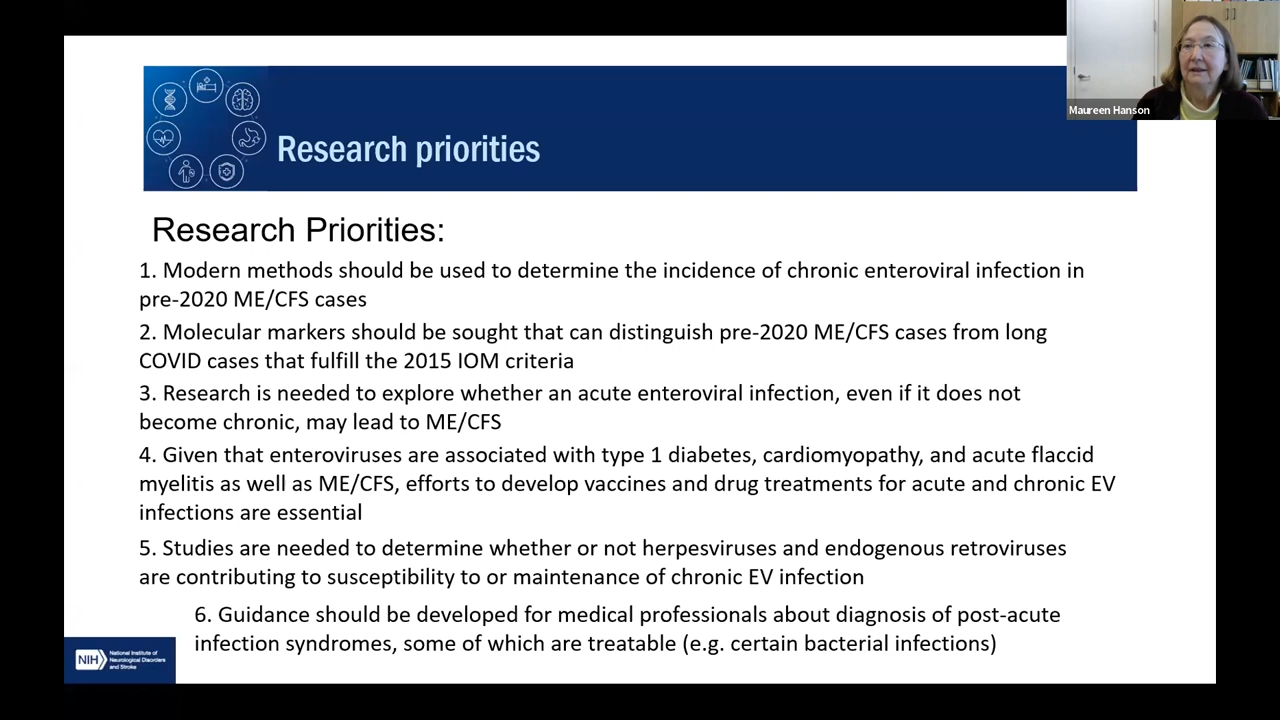 Maureen Hanson
Research priorities
Research Priorities:
1. Modern methods should be used to determine the incidence of chronic enteroviral infection in
pre-2020 ME/CFS cases
2. Molecular markers should be sought that can distinguish pre-2020 ME/CFS cases from long
COVID cases that fulfill the 2015 IOM criteria
3. Research is needed to explore whether an acute enteroviral infection, even if it does not
become chronic, may lead to ME/CFS
4. Given that enteroviruses are associated with type 1 diabetes, cardiomyopathy, and acute flaccid
myelitis as well as ME/CFS, efforts to develop vaccines and drug treatments for acute and chronic EV
infections are essential
5. Studies are needed to determine whether or not herpesviruses and endogenous retroviruses
are contributing to susceptibility to or maintenance of chronic EV infection
6. Guidance should be developed for medical professionals about diagnosis of post-acute
infection syndromes, some of which are treatable (e.g. certain bacterial infections)
NIH
National Institute of
Neurological Disorders
and Stroke